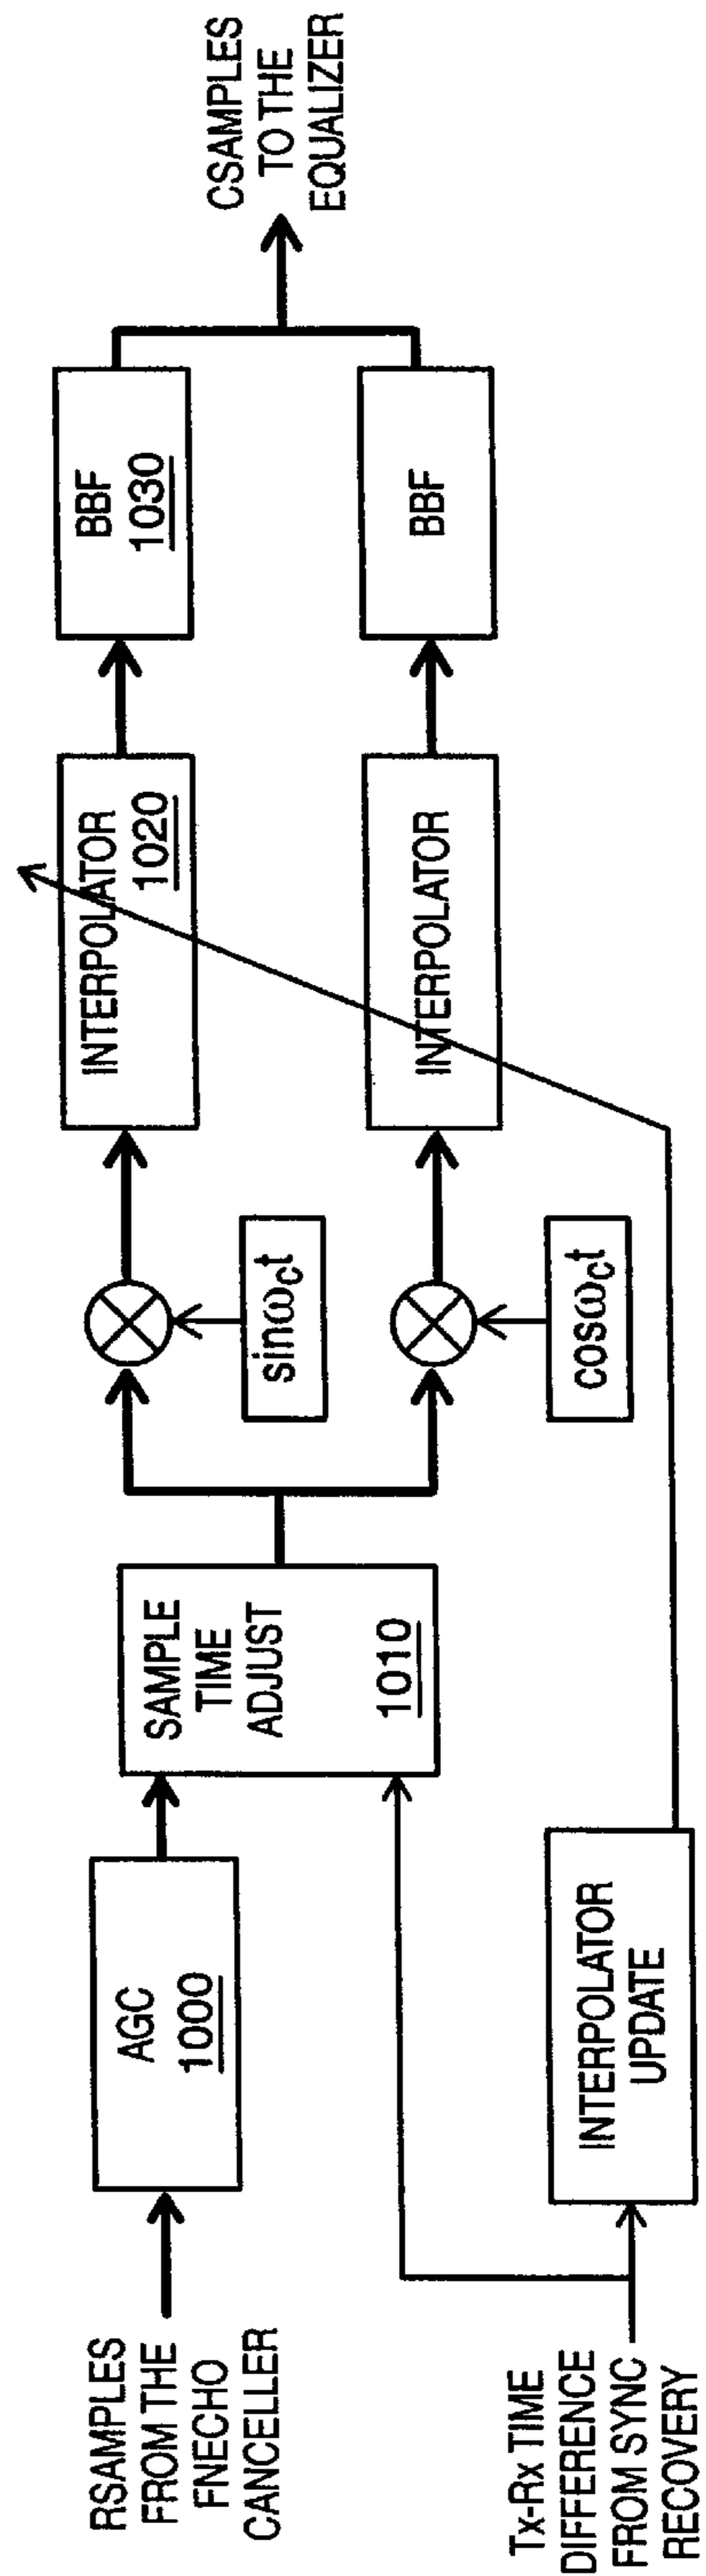 RSAMPLES
FROM THE
FNECHO
CANCELLER
AGC
1000
SAMPLE
TIME
ADJUST
1010
sinωct
cosωct
INTERPOLATOR
1020
INTERPOLATOR
BBF
1030
BBF
CSAMPLES
TO THE
EQUALIZER
Tx-Rx TIME
DIFFERENCE
FROM SYNC
RECOVERY
INTERPOLATOR
UPDATE